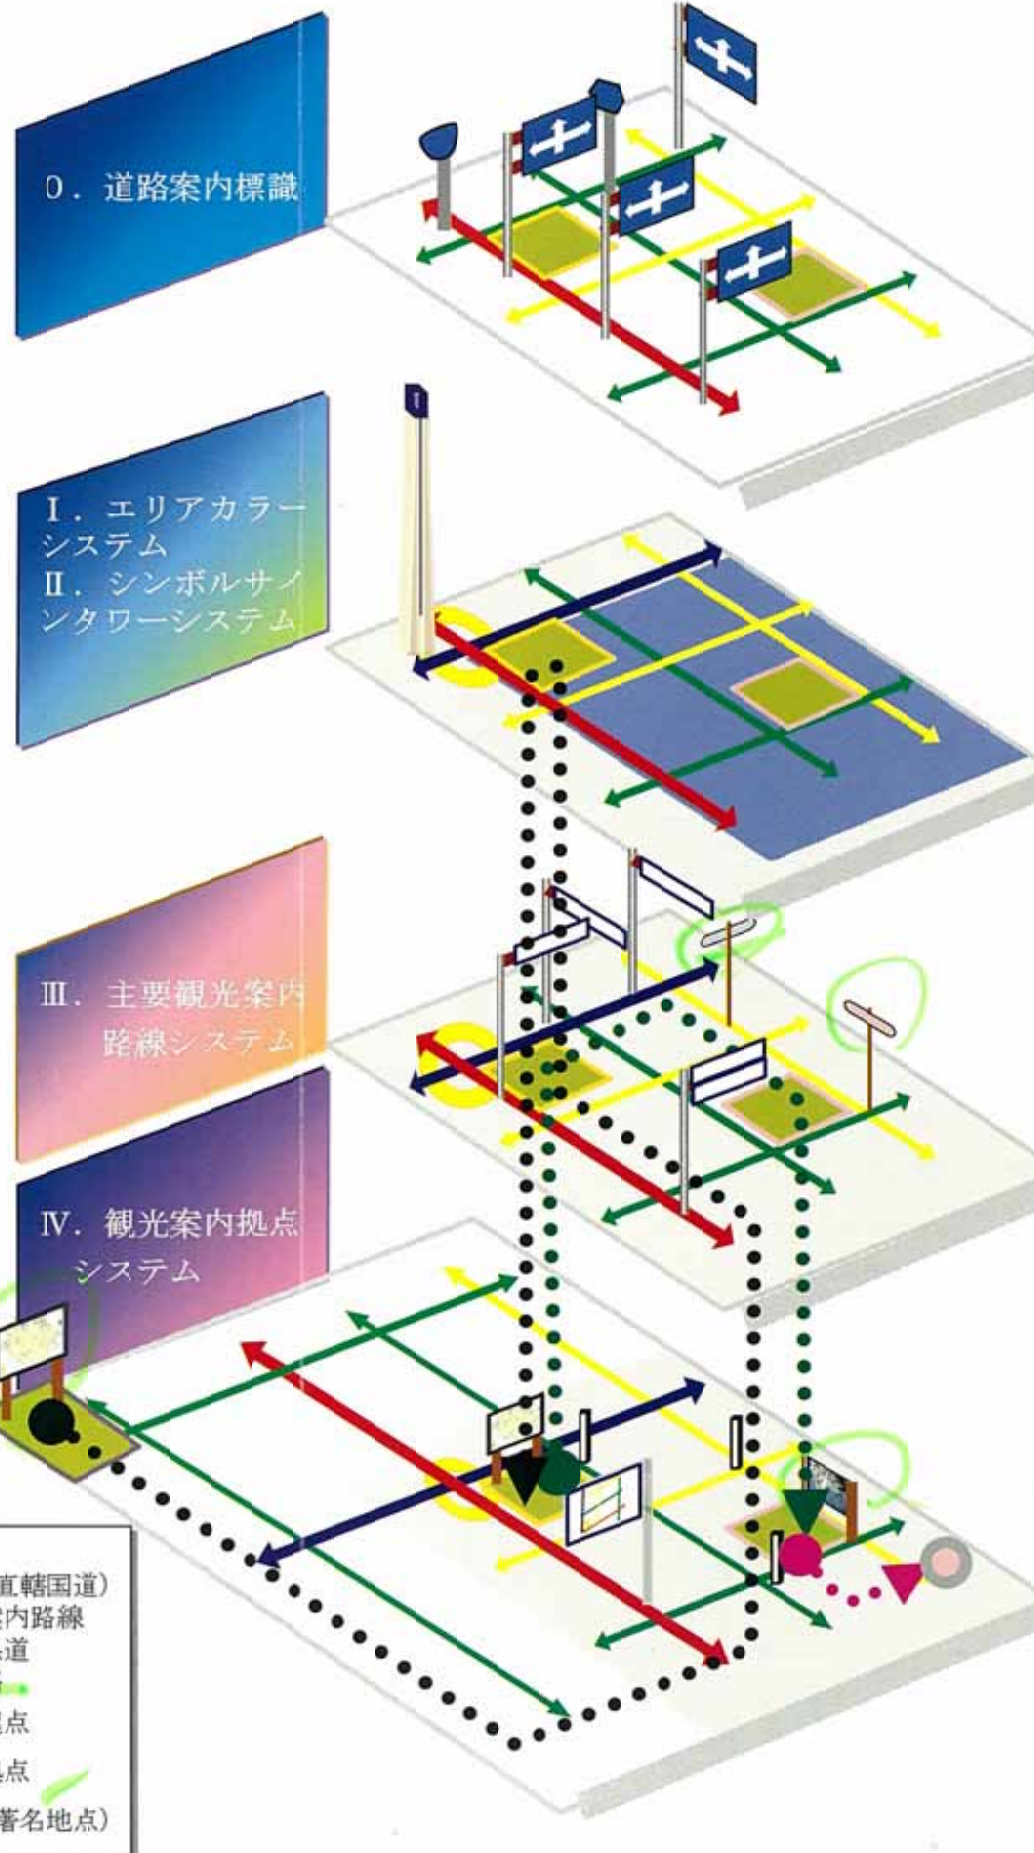 0. 道路案内標識
Ⅰ. エリアカラー
システム
Ⅱ. シンボルサイ
ンタワーシステム
Ⅲ. 主要観光案内
路線システム
Ⅳ. 観光案内拠点
システム
直轄国道)
内路線
道
点
点
著名地点)